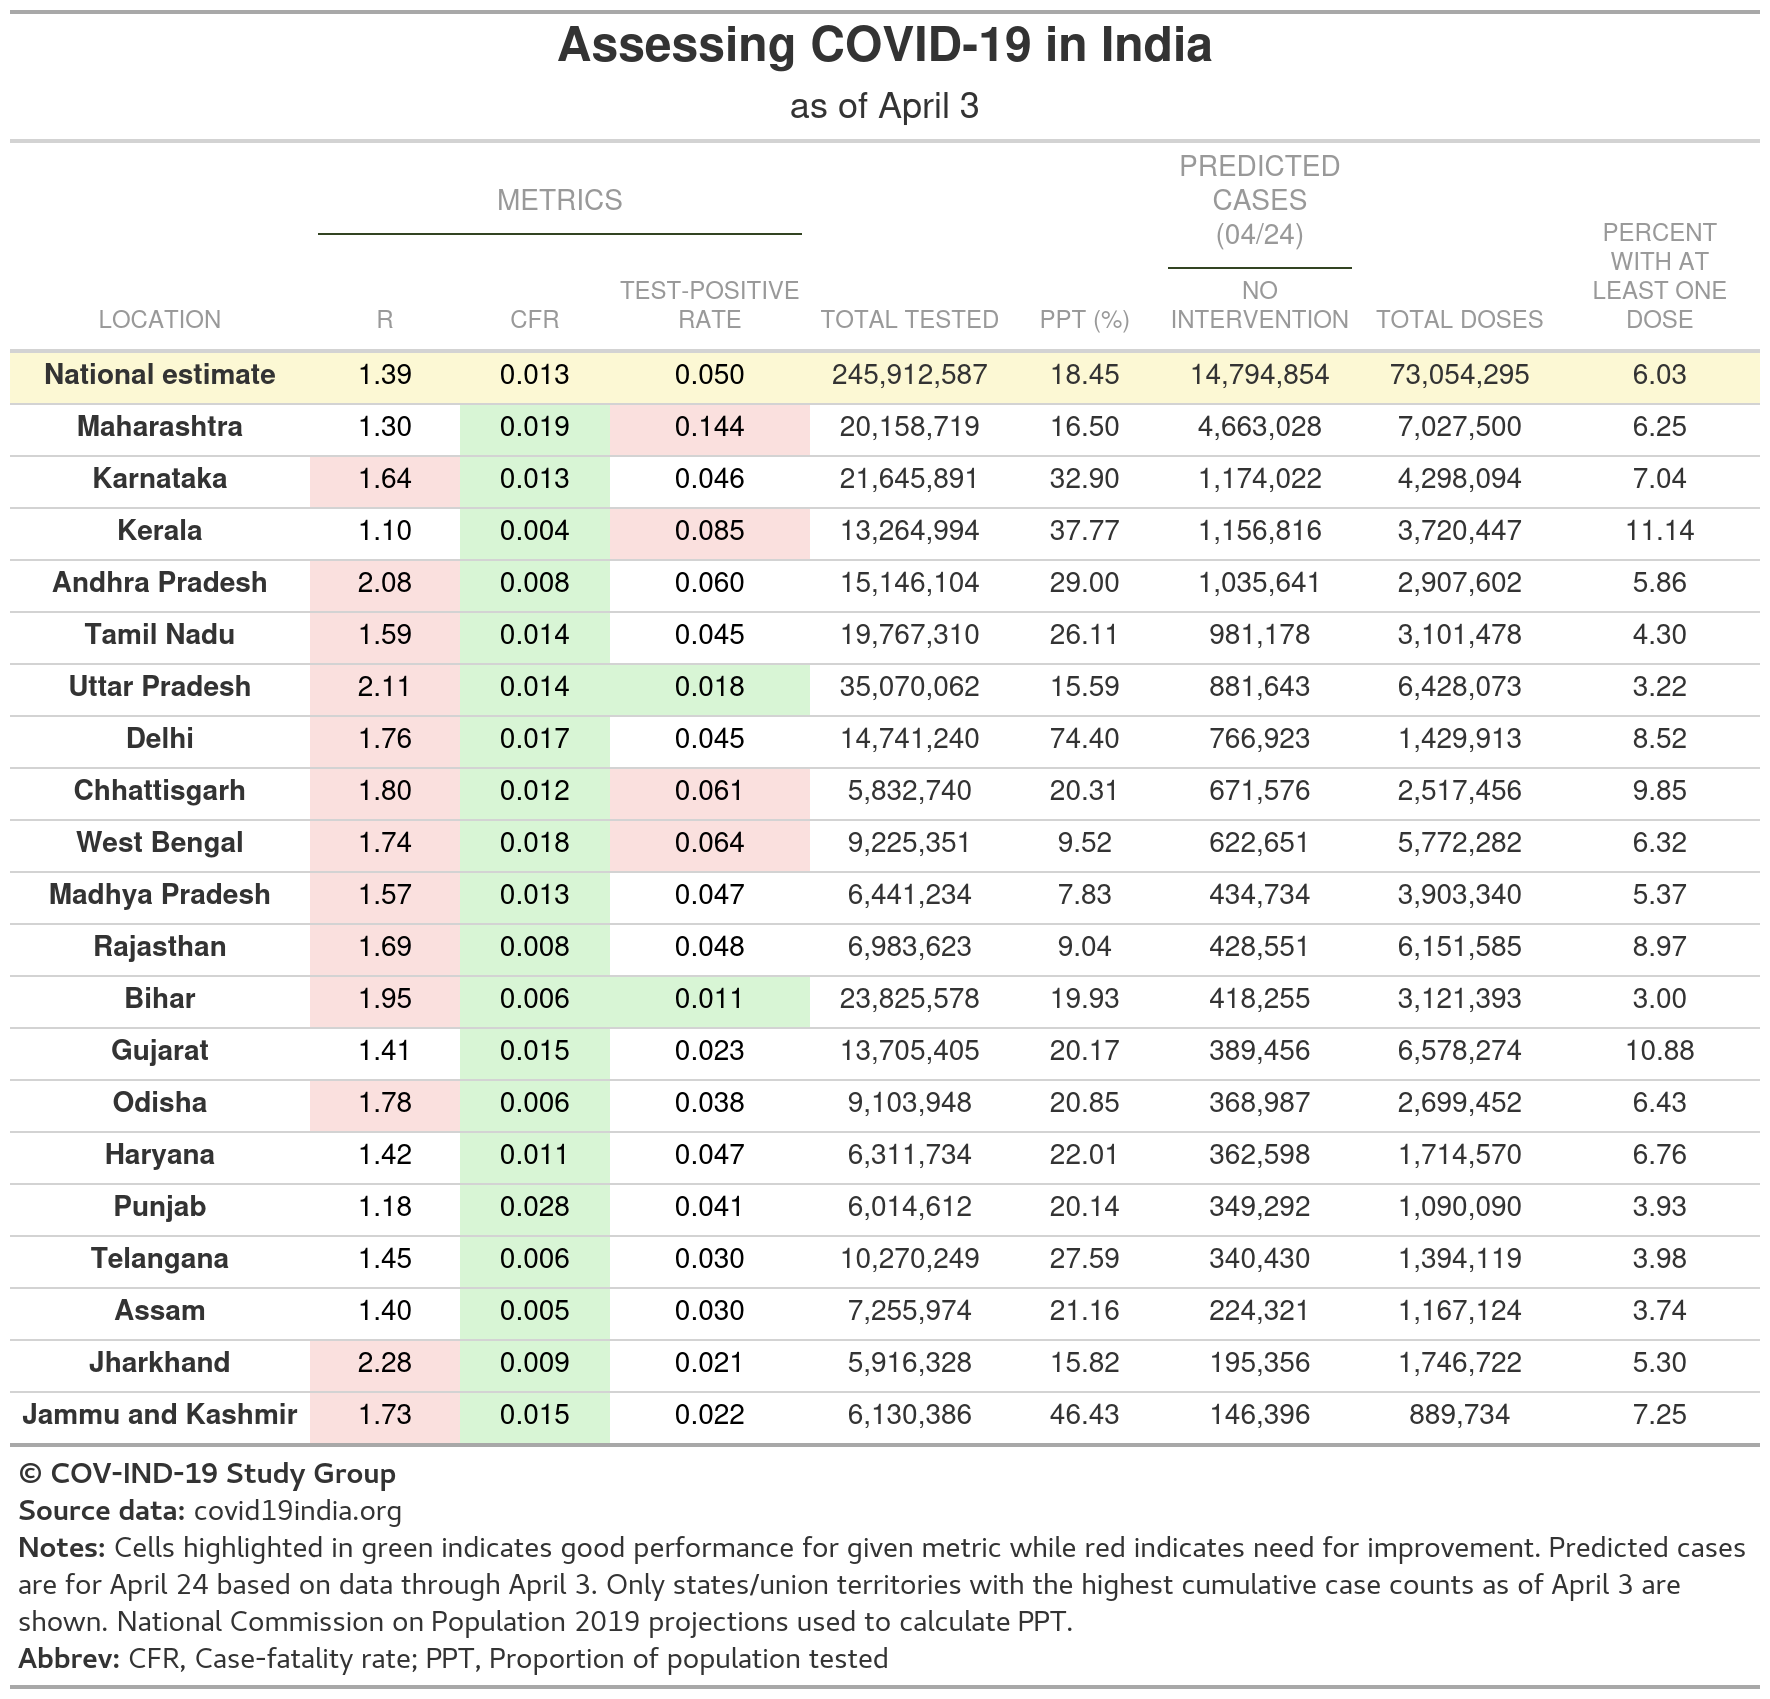 Assessing COVID-19 in India
as of April 3
METRICS
PREDICTED
CASES
(04/24)
LOCATION R CFR TEST-POSITIVE RATE TOTAL TESTED PPT (%) NO INTERVENTION TOTAL DOSES PERCENT WITH AT LEAST ONE DOSE
National estimate 1.39 0.013 0.050 245,912,587 18.45 14,794,854 73,054,295 6.03
Maharashtra 1.30 0.019 0.144 20,158,719 16.50 4,663,028 7,027,500 6.25
Karnataka 1.64 0.013 0.046 21,645,891 32.90 1,174,022 4,298,094 7.04
Kerala 1.10 0.004 0.085 13,264,994 37.77 1,156,816 3,720,447 11.14
Andhra Pradesh 2.08 0.008 0.060 15,146,104 29.00 1,035,641 2,907,602 5.86
Tamil Nadu 1.59 0.014 0.045 19,767,310 26.11 981,178 3,101,478 4.30
Uttar Pradesh 2.11 0.014 0.018 35,070,062 15.59 881,643 6,428,073 3.22
Delhi 1.76 0.017 0.045 14,741,240 74.40 766,923 1,429,913 8.52
Chhattisgarh 1.80 0.012 0.061 5,832,740 20.31 671,576 2,517,456 9.85
West Bengal 1.74 0.018 0.064 9,225,351 9.52 622,651 5,772,282 6.32
Madhya Pradesh 1.57 0.013 0.047 6,441,234 7.83 434,734 3,903,340 5.37
Rajasthan 1.69 0.008 0.048 6,983,623 9.04 428,551 6,151,585 8.97
Bihar 1.95 0.006 0.011 23,825,578 19.93 418,255 3,121,393 3.00
Gujarat 1.41 0.015 0.023 13,705,405 20.17 389,456 6,578,274 10.88
Odisha 1.78 0.006 0.038 9,103,948 20.85 368,987 2,699,452 6.43
Haryana 1.42 0.011 0.047 6,311,734 22.01 362,598 1,714,570 6.76
Punjab 1.18 0.028 0.041 6,014,612 20.14 349,292 1,090,090 3.93
Telangana 1.45 0.006 0.030 10,270,249 27.59 340,430 1,394,119 3.98
Assam 1.40 0.005 0.030 7,255,974 21.16 224,321 1,167,124 3.74
Jharkhand 2.28 0.009 0.021 5,916,328 15.82 195,356 1,746,722 5.30
Jammu and Kashmir 1.73 0.015 0.022 6,130,386 46.43 146,396 889,734 7.25
© COV-IND-19 Study Group
Source data: covid19india.org
Notes: Cells highlighted in green indicates good performance for given metric while red indicates need for improvement. Predicted cases
are for April 24 based on data through April 3. Only states/union territories with the highest cumulative case counts as of April 3 are
shown. National Commission on Population 2019 projections used to calculate PPT.
Abbrev: CFR, Case-fatality rate; PPT, Proportion of population tested